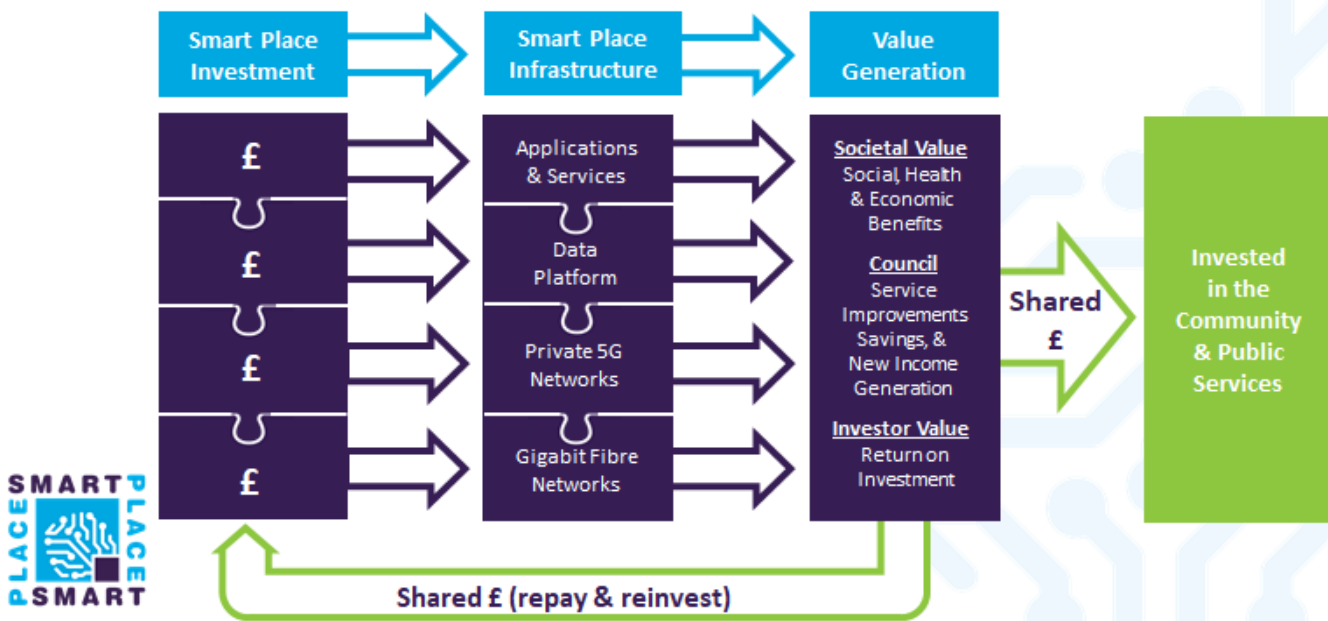 Smart Place
Investment
Smart Place
Infrastructure
Value
Generation
£
£
£
£
Applications
& Services
Data
Platform
Private 5G
Networks
Gigabit Fibre
Networks
Societal Value
Social, Health
& Economic
Benefits
Council
Service
Improvements
Savings, &
New Income
Generation
Investor Value
Return on
Investment
Shared
£
Invested
in the
Community
& Public
Services
Shared £ (repay & reinvest)
SMART
PLACE
SMART
PLACE